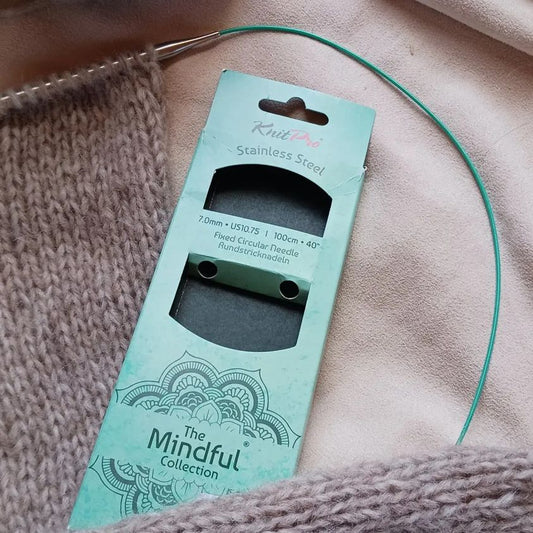 KnitPro
Stainless Steel
7.0mm • US10.75 | 100cm • 40"
Fixed Circular Needle
Rundstricknadeln
The
Mindful®
Collection